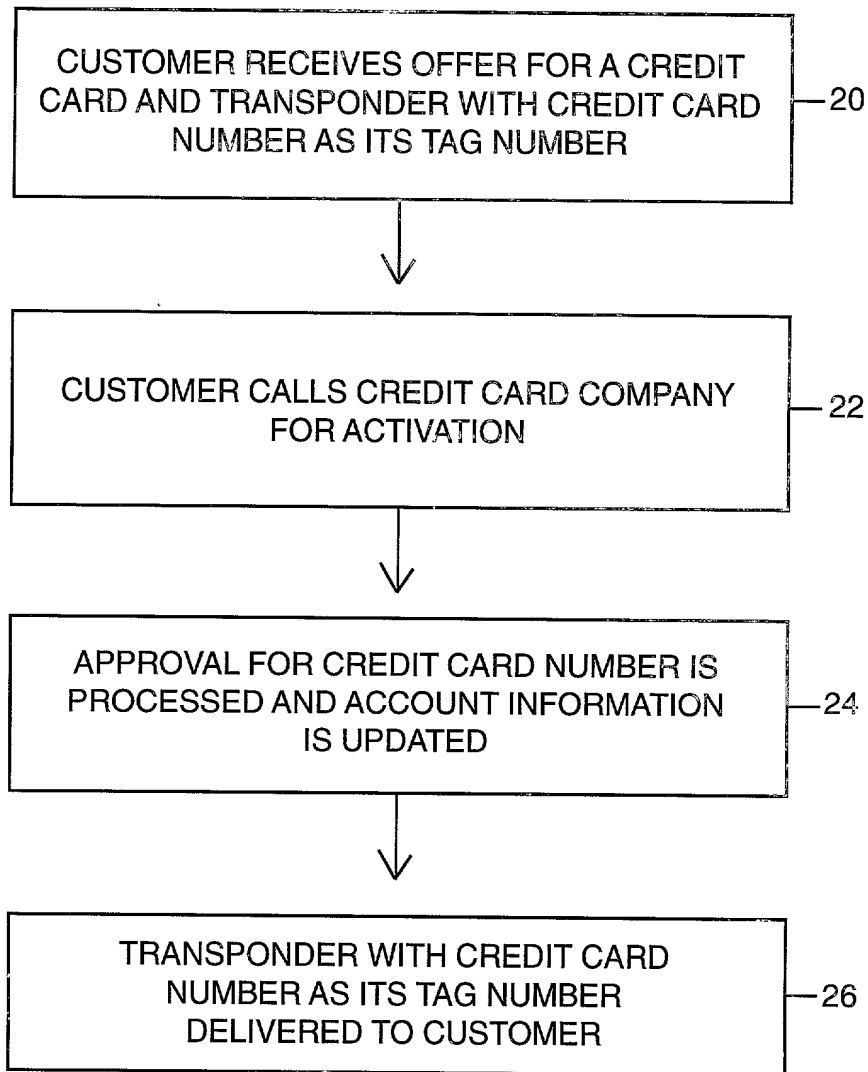 CUSTOMER RECEIVES OFFER FOR A CREDIT
CARD AND TRANSPONDER WITH CREDIT CARD
NUMBER AS ITS TAG NUMBER
20
CUSTOMER CALLS CREDIT CARD COMPANY
FOR ACTIVATION
22
APPROVAL FOR CREDIT CARD NUMBER IS
PROCESSED AND ACCOUNT INFORMATION
IS UPDATED
24
TRANSPONDER WITH CREDIT CARD
NUMBER AS ITS TAG NUMBER
DELIVERED TO CUSTOMER
26